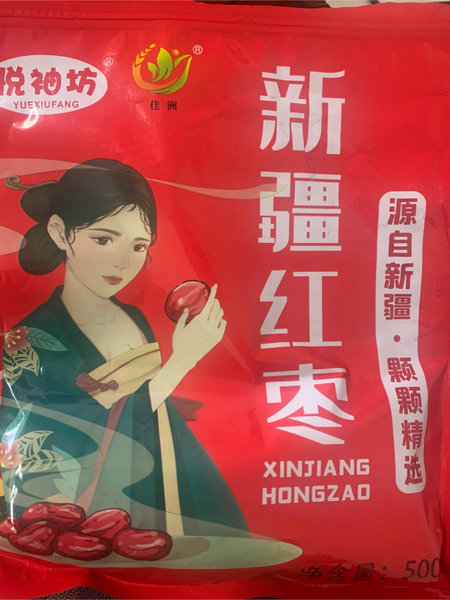 悦袖坊®
YUEXIUFANG
®
佳洲
新疆红枣
XINJIANG
HONGZAO
源自新疆·颗颗精选
净含量：500